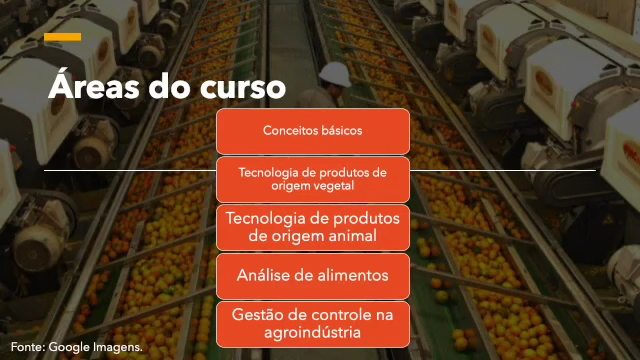 Áreas do curso
Conceitos básicos
Tecnologia de produtos de
origem vegetal
Tecnologia de produtos
de origem animal
Análise de alimentos
Gestão de controle na
agroindústria
Fonte: Google Imagens.